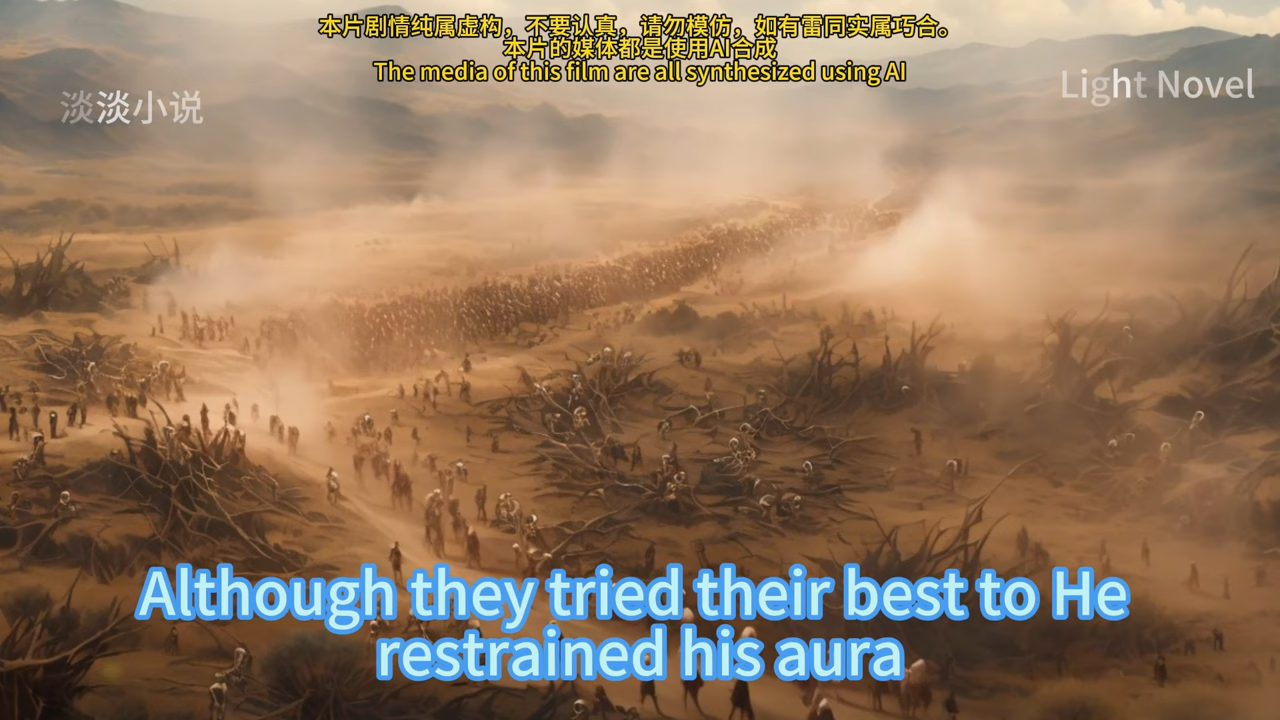 本片剧情纯属虚构，不要认真，请勿模仿，如有雷同实属巧合。
本片的媒体都是使用AI合成
The media of this film are all synthesized using AI
淡淡小说
Light Novel
Although they tried their best to He
restrained his aura